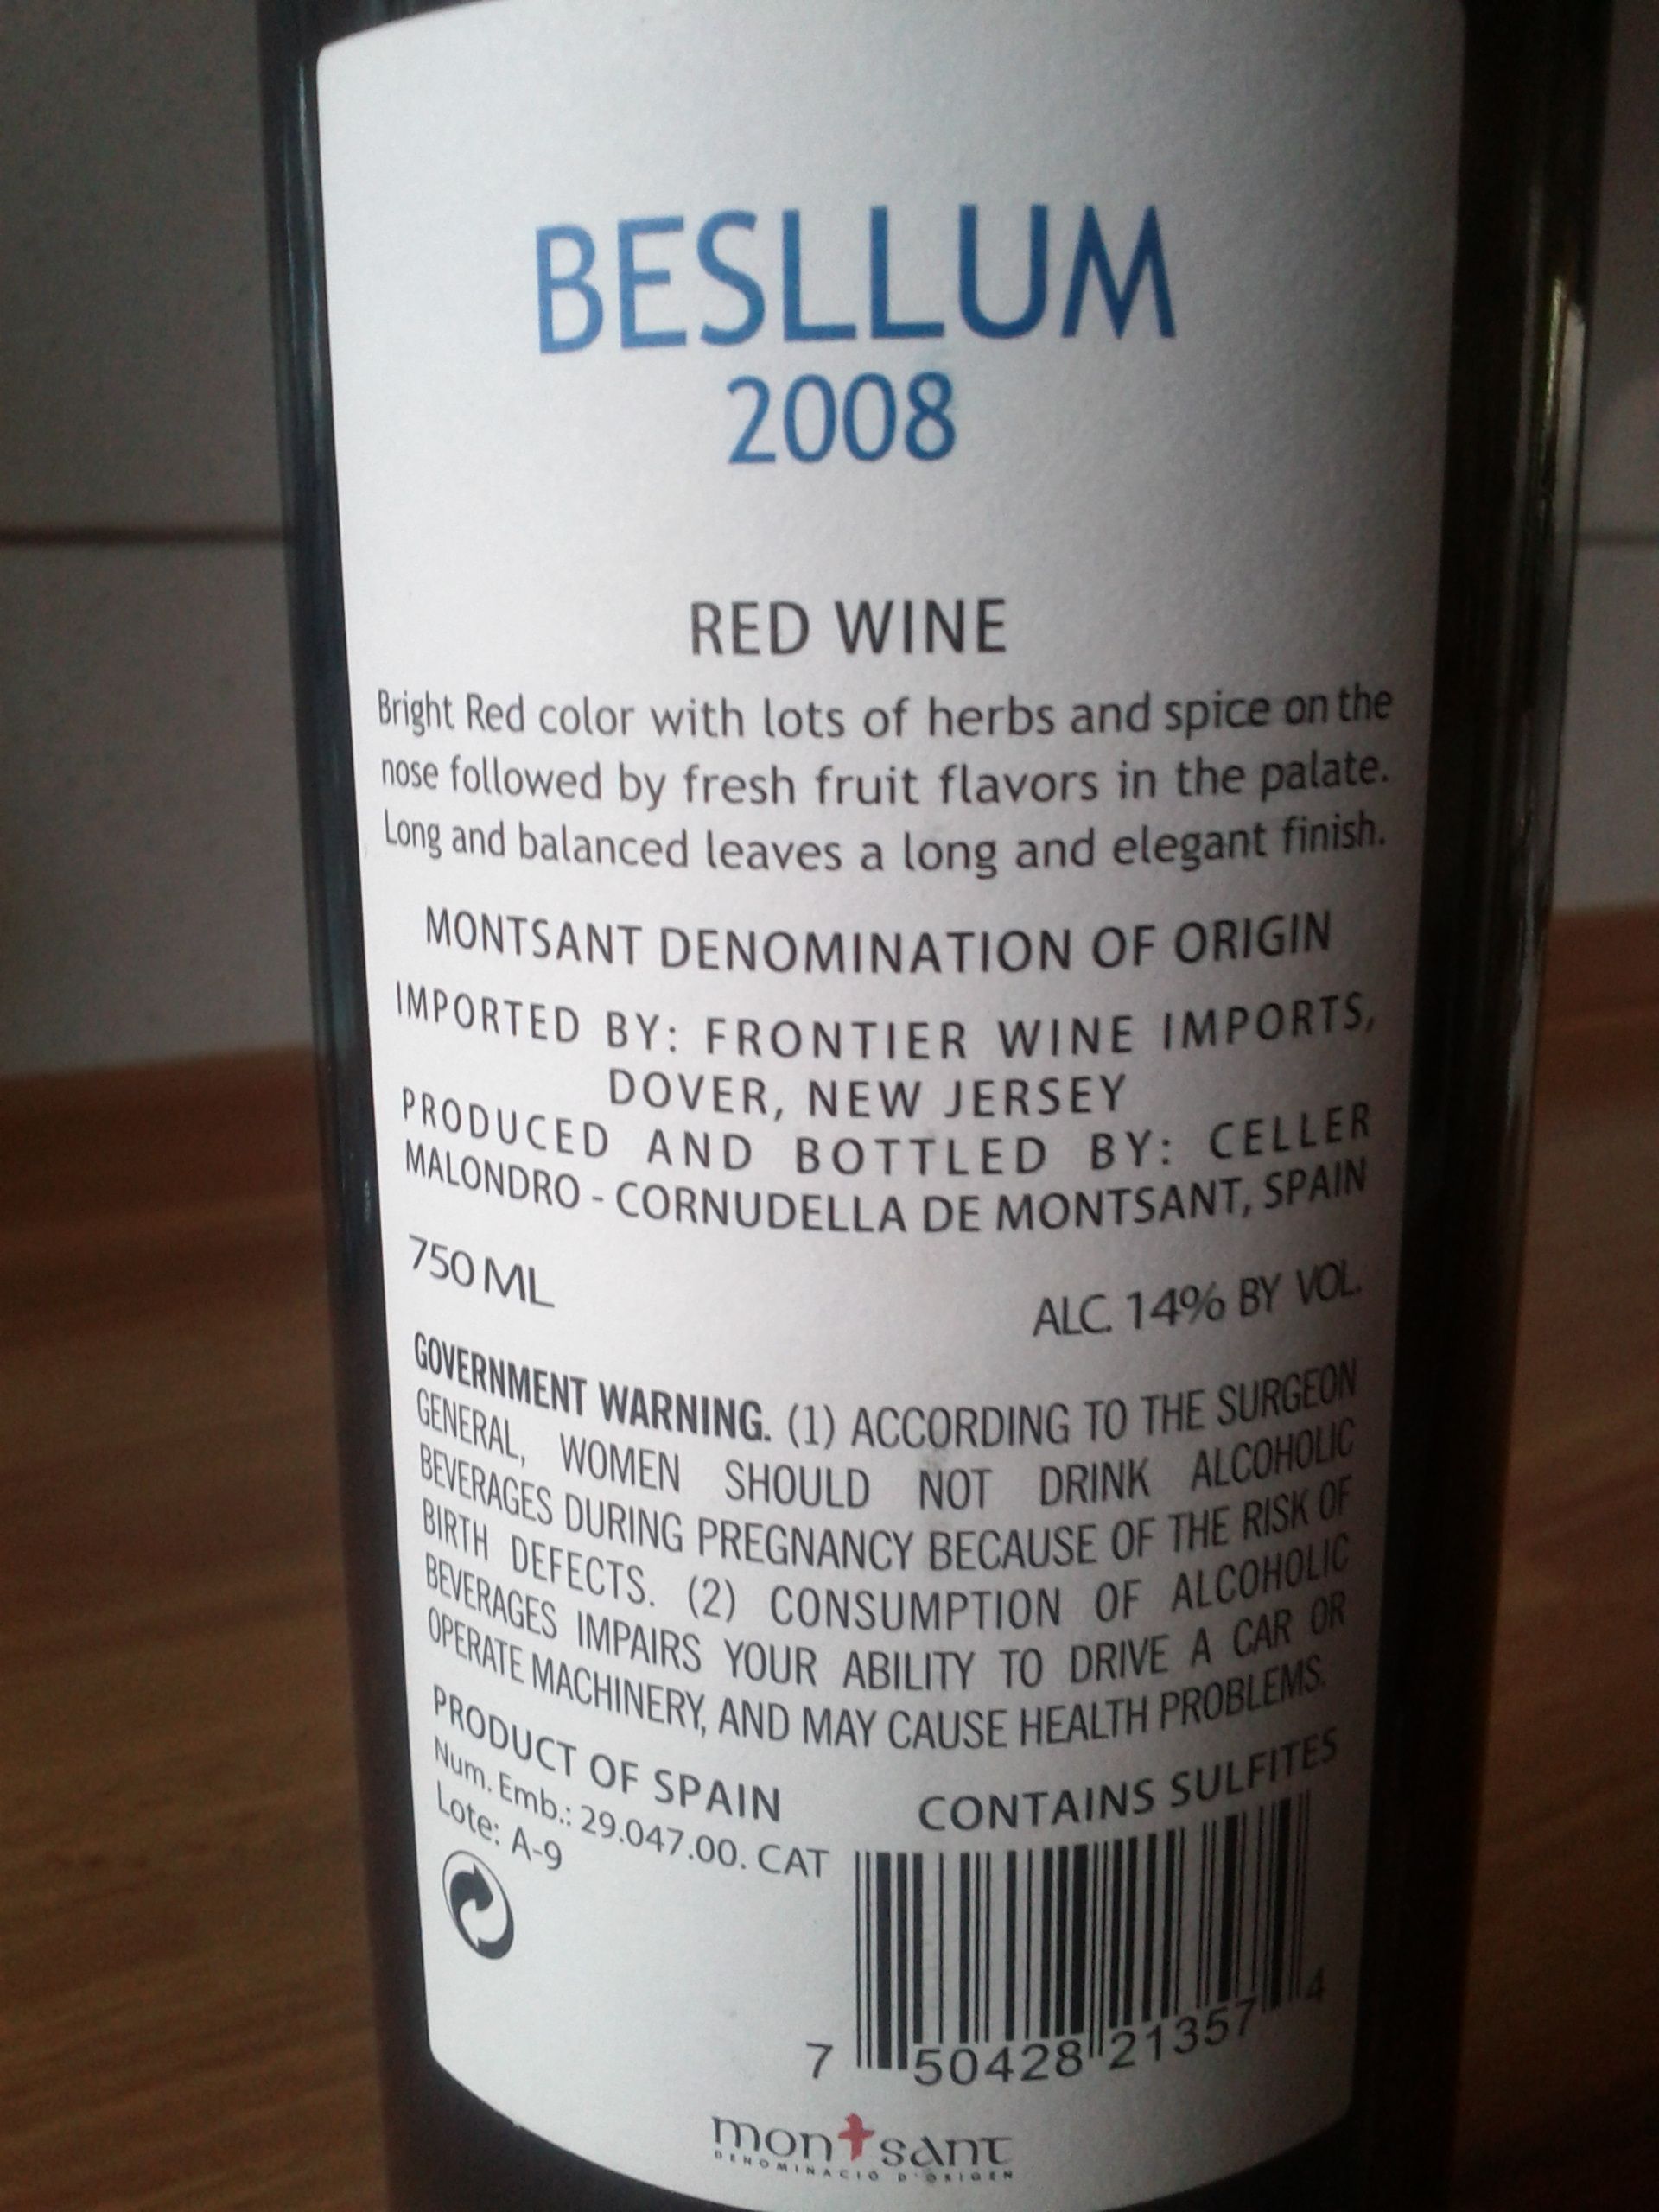 BESLLUM
2008
RED WINE
Bright Red color with lots of herbs and spice on the
nose followed by fresh fruit flavors in the palate.
Long and balanced leaves a long and elegant finish.
MONTSANT DENOMINATION OF ORIGIN
IMPORTED BY: FRONTIER WINE IMPORTS,
DOVER, NEW JERSEY
PRODUCED AND BOTTLED BY: CELLER
MALONDRO - CORNUDELLA DE MONTSANT, SPAIN
750 ML
ALC. 14% BY VOL.
GOVERNMENT WARNING. (1) ACCORDING TO THE SURGEON
GENERAL, WOMEN SHOULD NOT DRINK ALCOHOLIC
BEVERAGES DURING PREGNANCY BECAUSE OF THE RISK OF
BIRTH DEFECTS. (2) CONSUMPTION OF ALCOHOLIC
BEVERAGES IMPAIRS YOUR ABILITY TO DRIVE A CAR OR
OPERATE MACHINERY, AND MAY CAUSE HEALTH PROBLEMS.
PRODUCT OF SPAIN
CONTAINS SULFITES
Num. Emb.: 29.047.00. CAT
Lote: A-9
7 50428 21357 4
montsant
DENOMINACIÓ D'ORIGEN